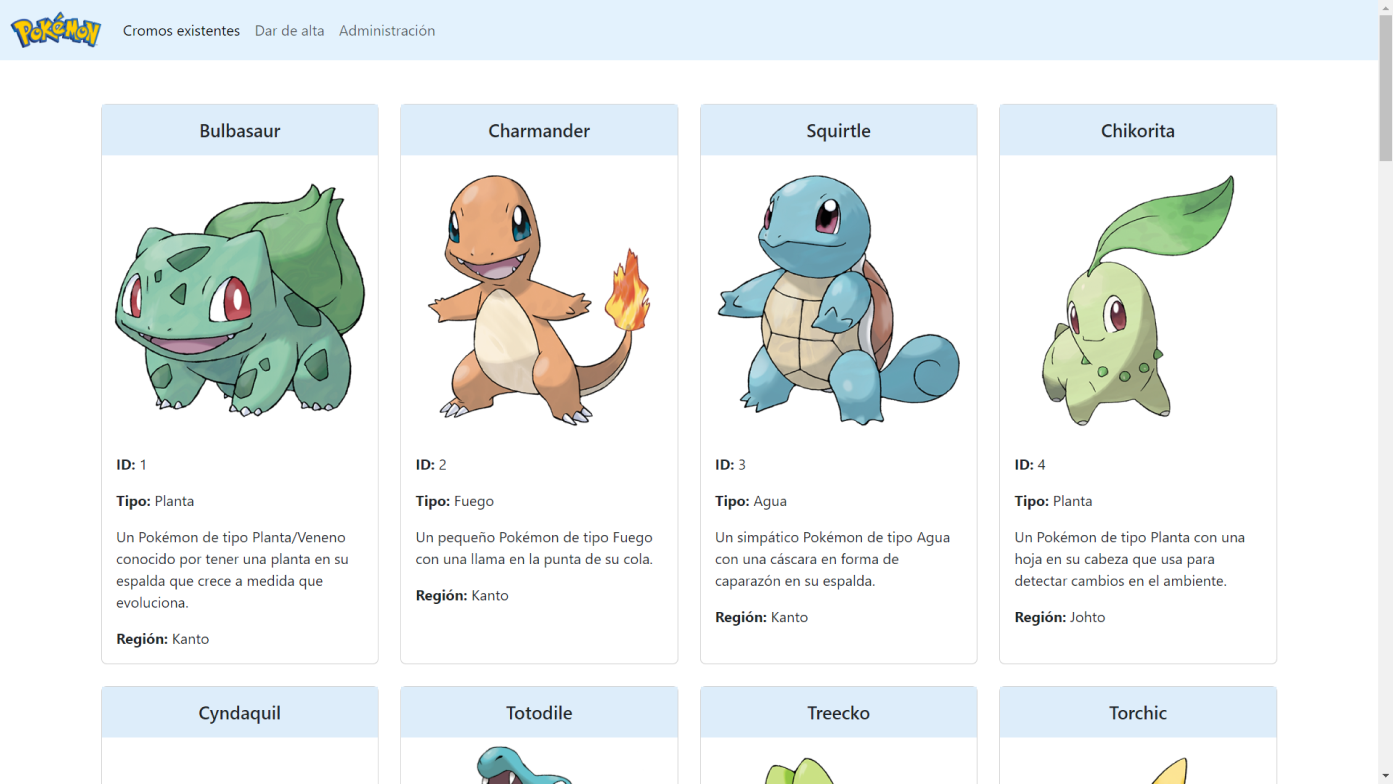 Pokémon Cromos existentes Dar de alta Administración
Bulbasaur
ID: 1
Tipo: Planta
Un Pokémon de tipo Planta/Veneno
conocido por tener una planta en su
espalda que crece a medida que
evoluciona.
Región: Kanto
Charmander
ID: 2
Tipo: Fuego
Un pequeño Pokémon de tipo Fuego
con una llama en la punta de su cola.
Región: Kanto
Squirtle
ID: 3
Tipo: Agua
Un simpático Pokémon de tipo Agua
con una cáscara en forma de
caparazón en su espalda.
Región: Kanto
Chikorita
ID: 4
Tipo: Planta
Un Pokémon de tipo Planta con una
hoja en su cabeza que usa para
detectar cambios en el ambiente.
Región: Johto
Cyndaquil
Totodile
Treecko
Torchic